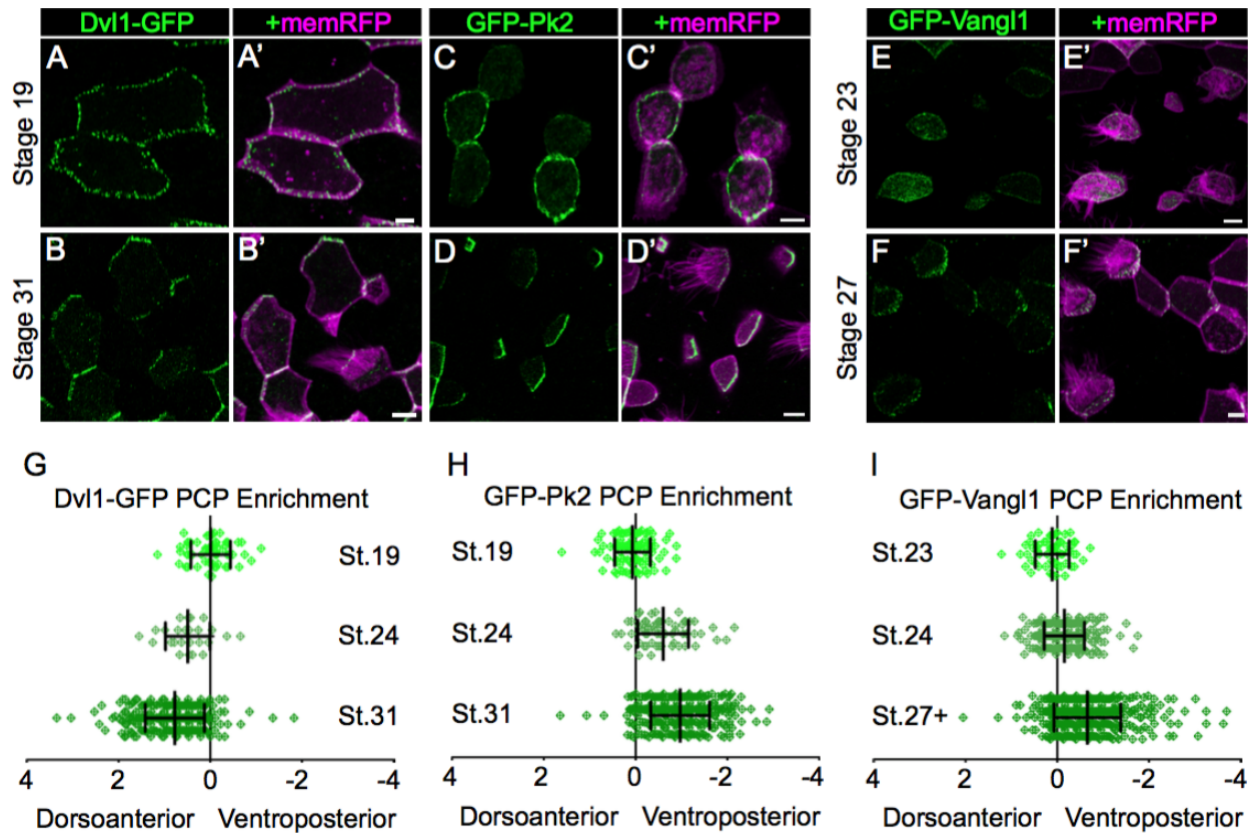 Dvl1-GFP +memRFP GFP-Pk2 +memRFP GFP-Vangl1 +memRFP
A A' C C' E E'
Stage 19
Stage 23
B B' D D' F F'
Stage 31
Stage 27
G H I
Dvl1-GFP PCP Enrichment
GFP-Pk2 PCP Enrichment
GFP-Vangl1 PCP Enrichment
St.19 St.19 St.23
St.24 St.24 St.24
St.31 St.31 St.27+
4 2 0 -2 4 2 0 -2 -4
4 2 0 -2 -4
Dorsoanterior Ventroposterior Dorsoanterior Ventroposterior Dorsoanterior Ventroposterior